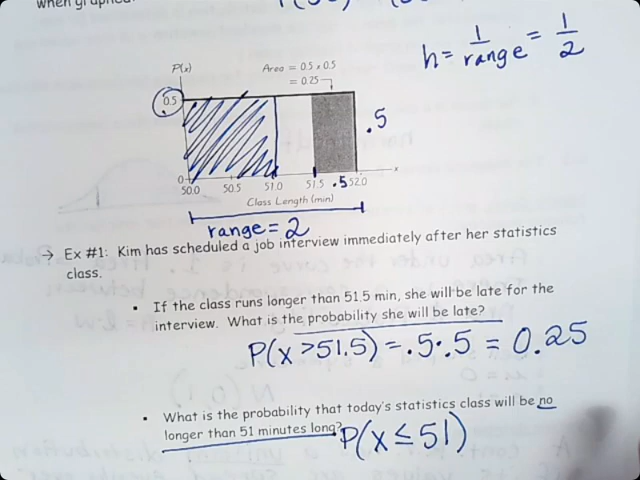 when graphed.
h = 1/range = 1/2
P(x)
Area = 0.5 x 0.5
= 0.25
0.5
.5
0
50.0 50.5 51.0 51.5 .5 52.0
x
Class Length (min)
range = 2
→ Ex #1: Kim has scheduled a job interview immediately after her statistics
class.
• If the class runs longer than 51.5 min, she will be late for the
interview. What is the probability she will be late?
P(x > 51.5) = .5 · .5 = 0.25
• What is the probability that today's statistics class will be no
longer than 51 minutes long?
P(x ≤ 51)